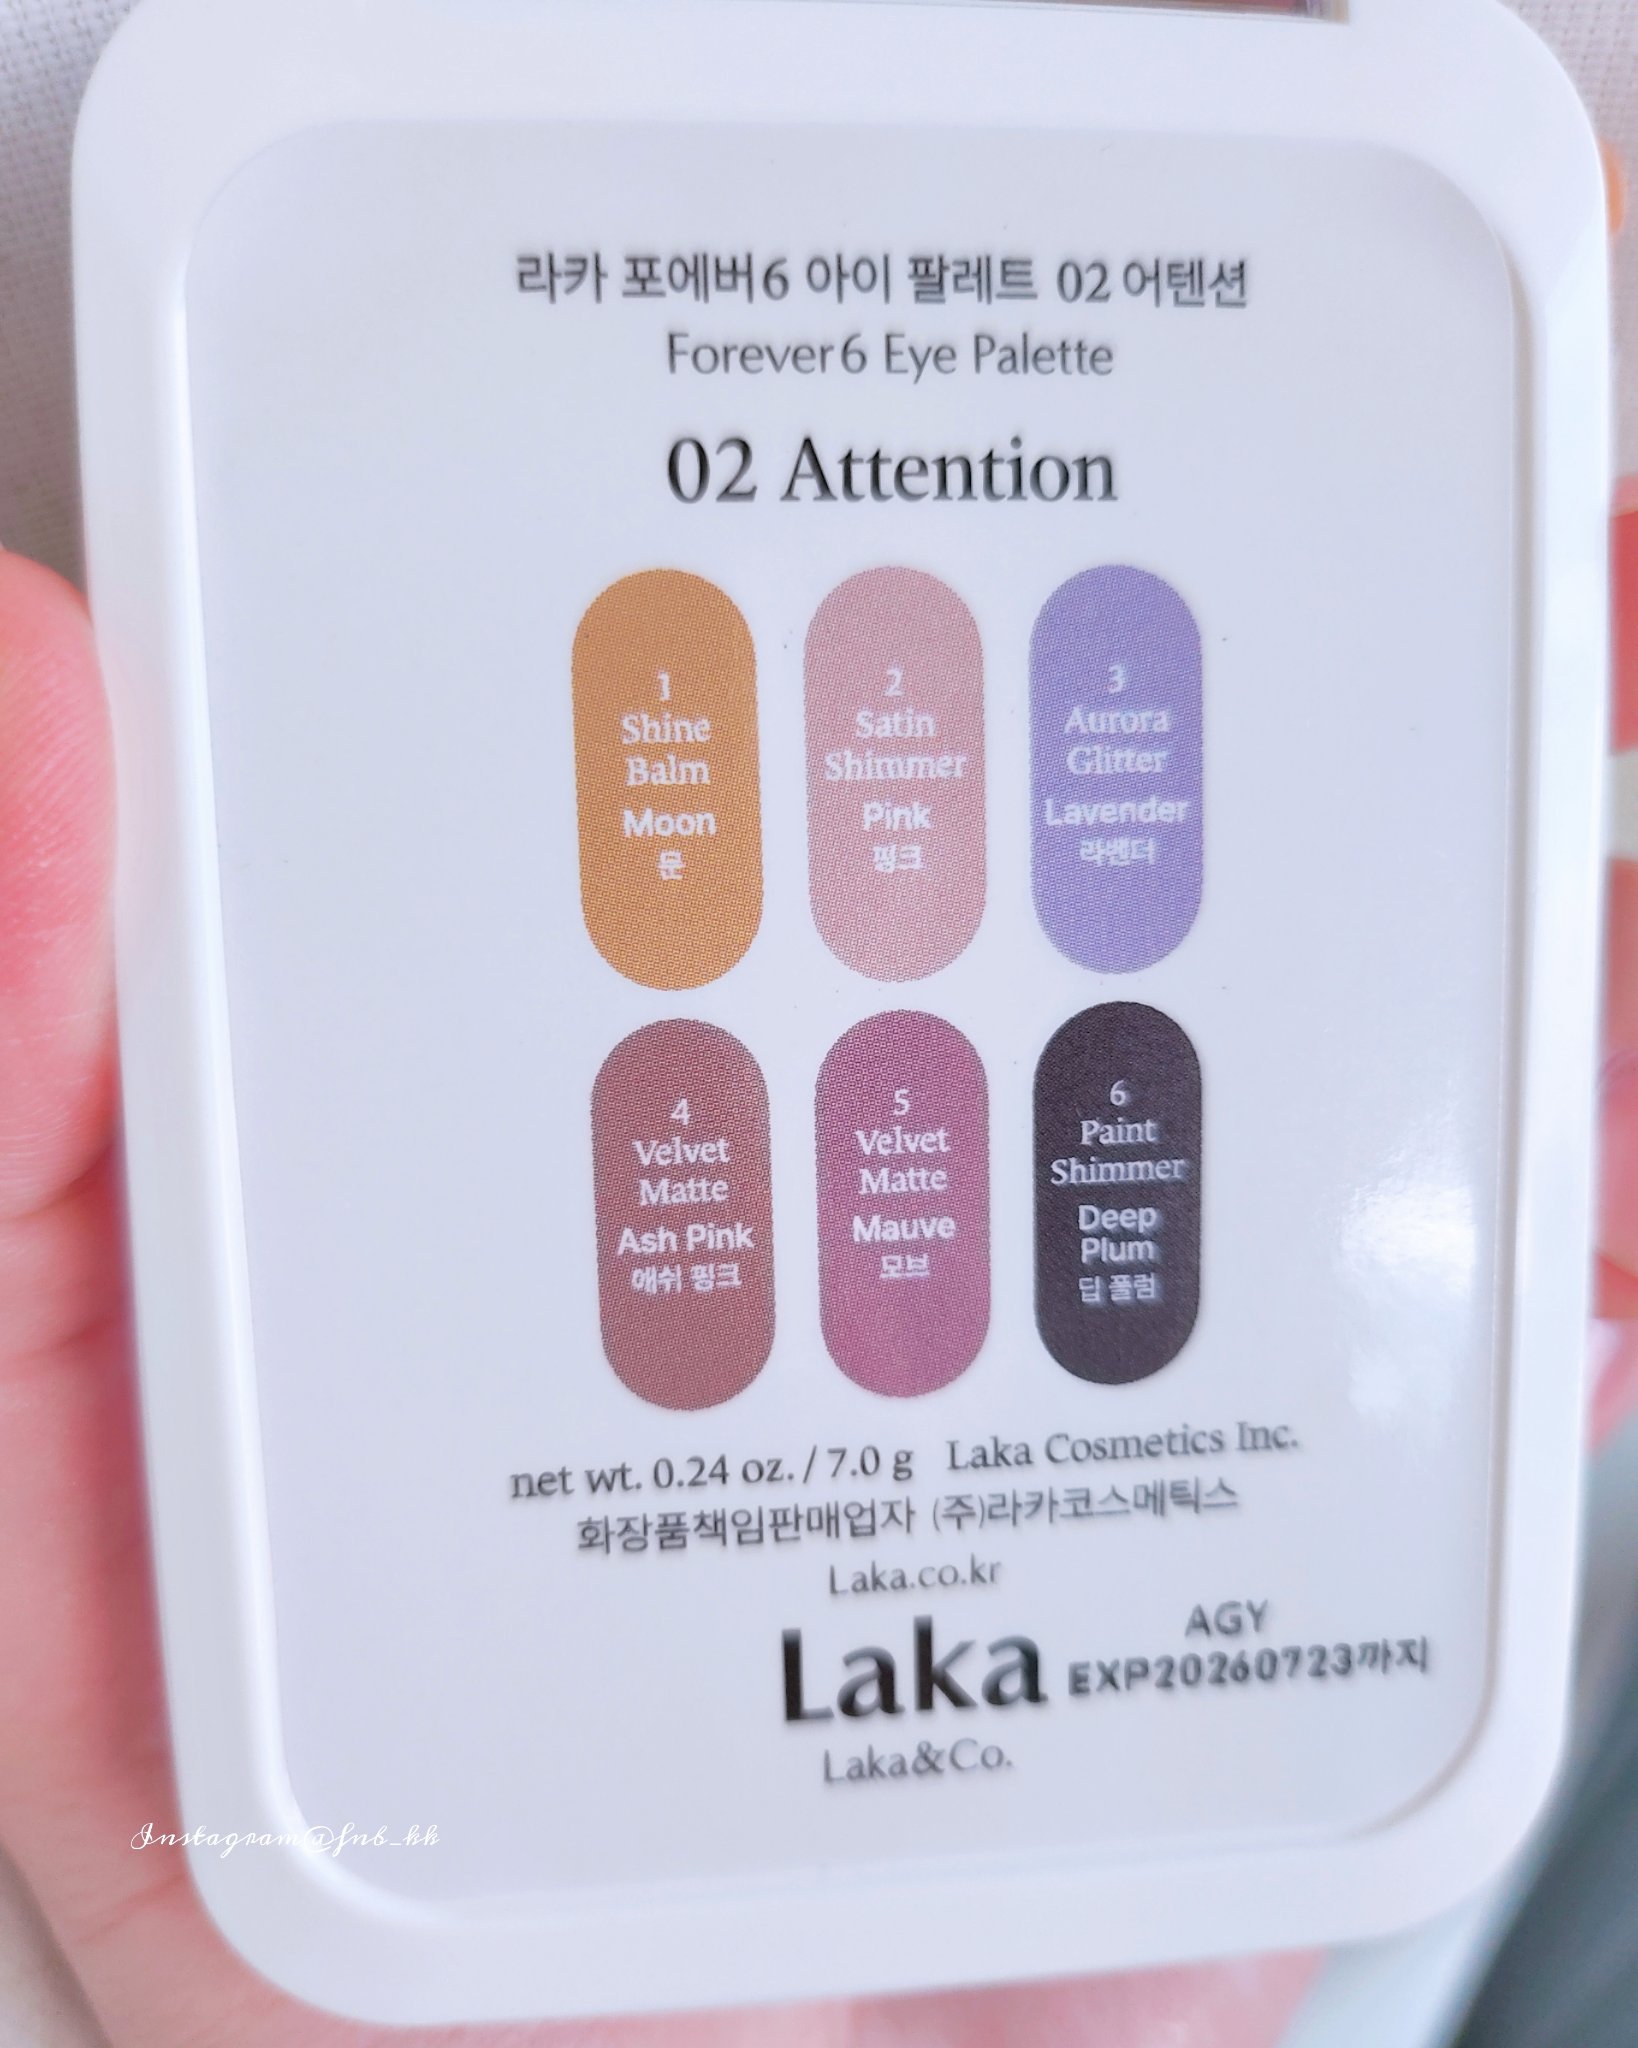 라카 포에버6 아이 팔레트 02 어텐션
Forever6 Eye Palette
02 Attention
1
Shine
Balm
Moon
문
2
Satin
Shimmer
Pink
핑크
3
Aurora
Glitter
Lavender
라벤더
4
Velvet
Matte
Ash Pink
애쉬 핑크
5
Velvet
Matte
Mauve
모브
6
Paint
Shimmer
Deep
Plum
딥 플럼
net wt. 0.24 oz. / 7.0 g Laka Cosmetics Inc.
화장품책임판매업자 (주)라카코스메틱스
Laka.co.kr
Laka
AGY
EXP20260723까지
Laka&Co.
Instagram@fnb_kk